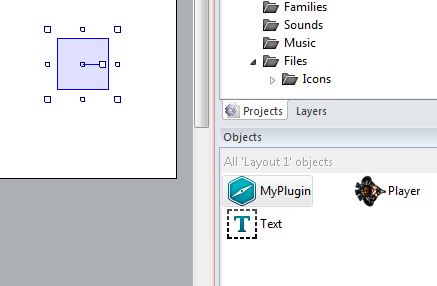 Families
Sounds
Music
Files
Icons
Projects Layers
Objects
All 'Layout 1' objects
MyPlugin Player
T Text